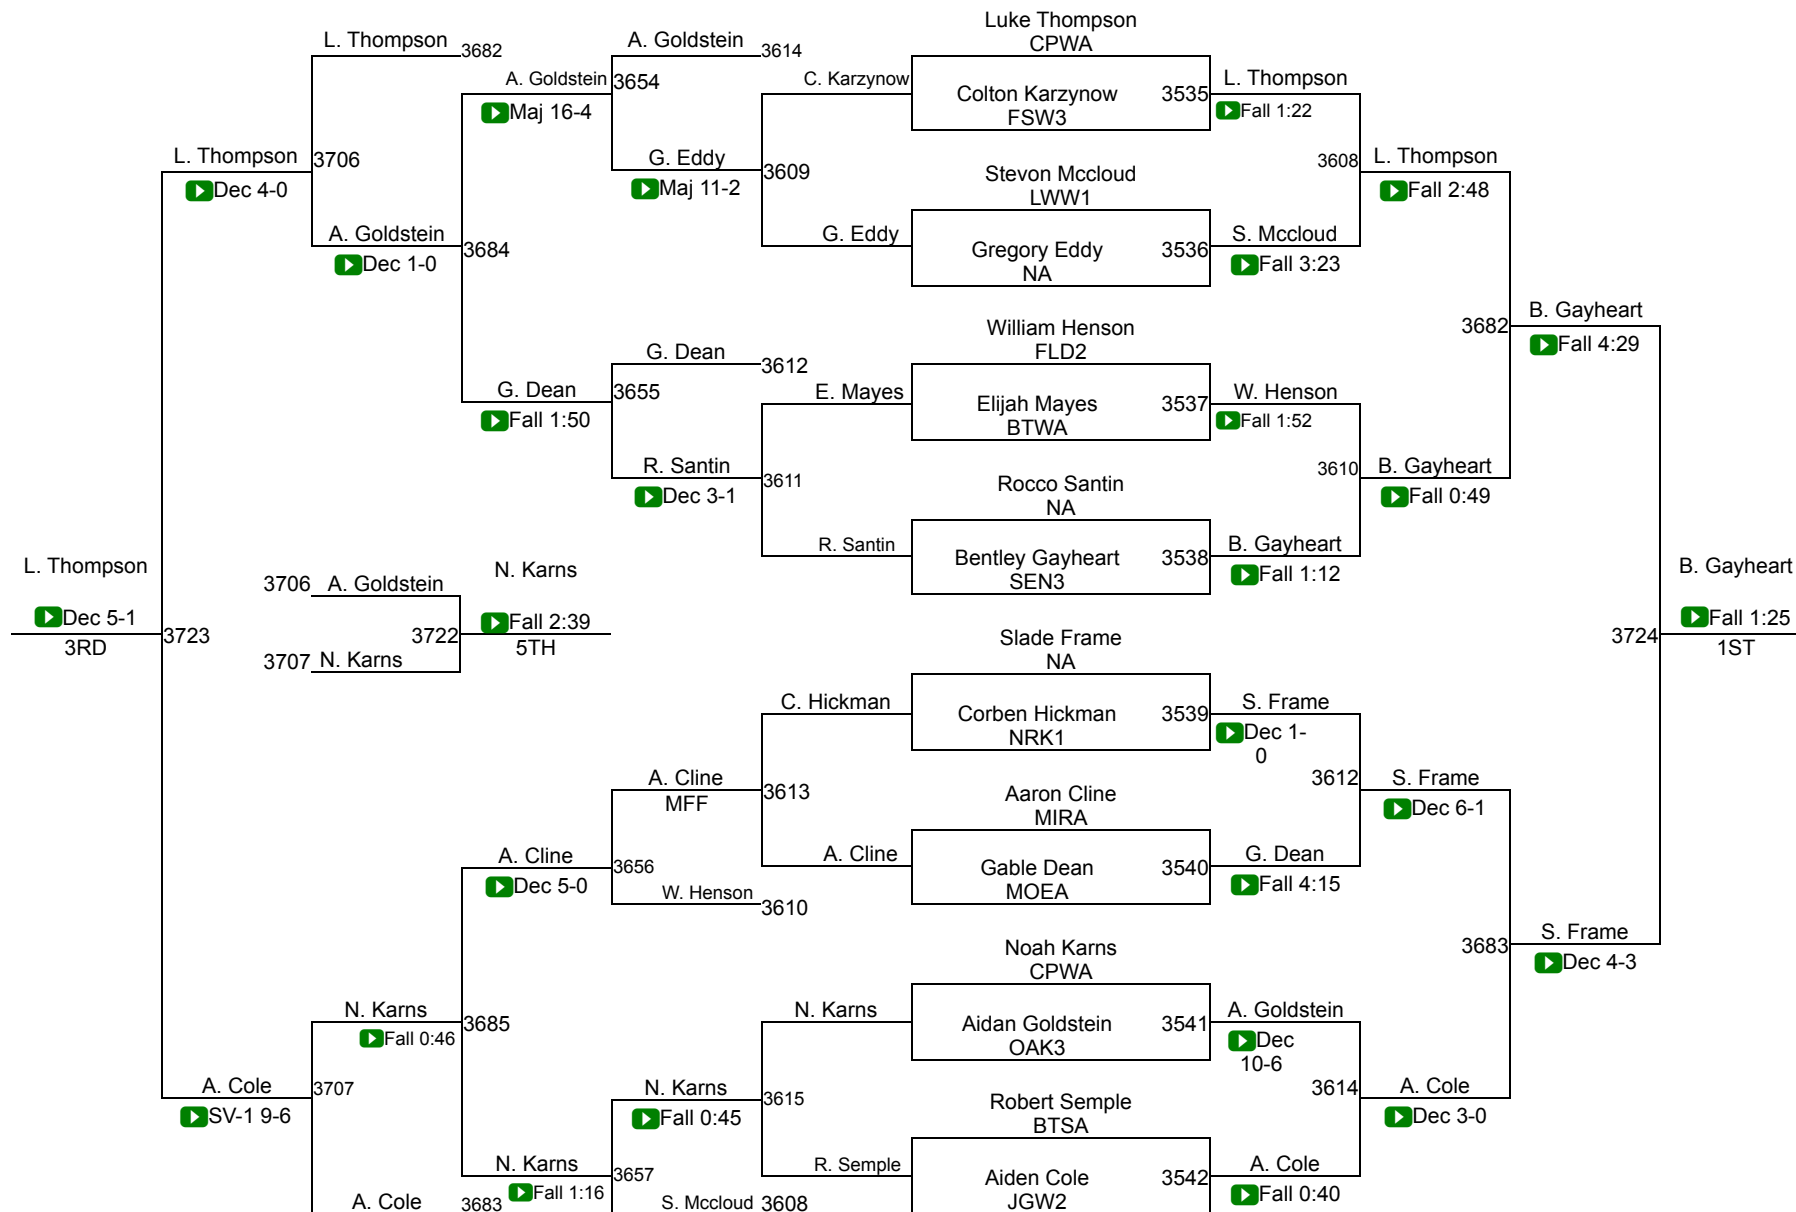 Luke Thompson
L. Thompson
3682
A. Goldstein
3614
CPWA
A. Goldstein
3654
C. Karzynow
Colton Karzynow
3535
L. Thompson
Maj 16-4
FSW3
Fall 1:22
L. Thompson
3706
G. Eddy
3609
Stevon Mccloud
3608
L. Thompson
Dec 4-0
Maj 11-2
LWW1
Fall 2:48
A. Goldstein
3684
G. Eddy
Gregory Eddy
3536
S. Mccloud
Dec 1-0
NA
Fall 3:23
William Henson
3682
B. Gayheart
G. Dean
3612
FLD2
Fall 4:29
G. Dean
3655
E. Mayes
Elijah Mayes
3537
W. Henson
Fall 1:50
BTWA
Fall 1:52
R. Santin
3611
Rocco Santin
3610
B. Gayheart
Dec 3-1
NA
Fall 0:49
R. Santin
Bentley Gayheart
3538
B. Gayheart
L. Thompson
3706
A. Goldstein
N. Karns
SEN3
Fall 1:12
B. Gayheart
Dec 5-1
3723
3722
Fall 2:39
Slade Frame
3724
Fall 1:25
3RD
3707
N. Karns
5TH
NA
1ST
C. Hickman
Corben Hickman
3539
S. Frame
NRK1
Dec 1-
0
A. Cline
3613
Aaron Cline
3612
S. Frame
MFF
MIRA
Dec 6-1
A. Cline
3656
A. Cline
Gable Dean
3540
G. Dean
Dec 5-0
W. Henson
3610
MOEA
Fall 4:15
Noah Karns
3683
S. Frame
CPWA
Dec 4-3
N. Karns
3685
N. Karns
Aidan Goldstein
3541
A. Goldstein
Fall 0:46
OAK3
Dec
10-6
A. Cole
3707
N. Karns
3615
Robert Semple
3614
A. Cole
SV-1 9-6
Fall 0:45
BTSA
Dec 3-0
N. Karns
3657
R. Semple
Aiden Cole
3542
A. Cole
A. Cole
3683
Fall 1:16
S. Mccloud
3608
JGW2
Fall 0:40